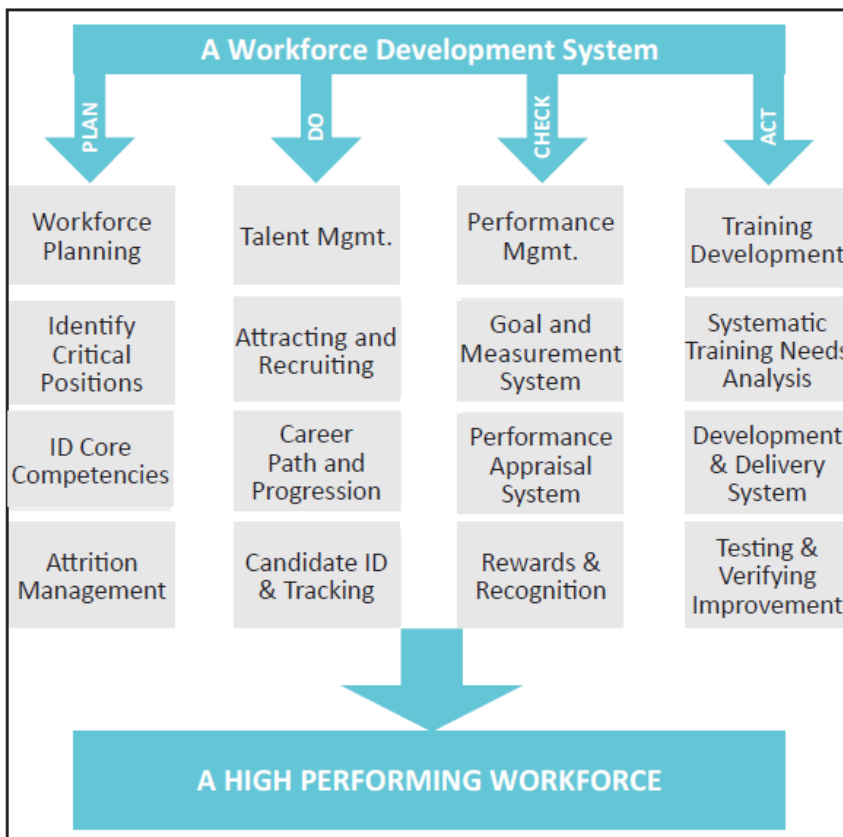 A Workforce Development System
PLAN
DO
CHECK
ACT
Workforce
Planning
Identify
Critical
Positions
ID Core
Competencies
Attrition
Management
Talent Mgmt.
Attracting and
Recruiting
Career
Path and
Progression
Candidate ID
& Tracking
Performance
Mgmt.
Goal and
Measurement
System
Performance
Appraisal
System
Rewards &
Recognition
Training
Development
Systematic
Training Needs
Analysis
Development
& Delivery
System
Testing &
Verifying
Improvement
A HIGH PERFORMING WORKFORCE